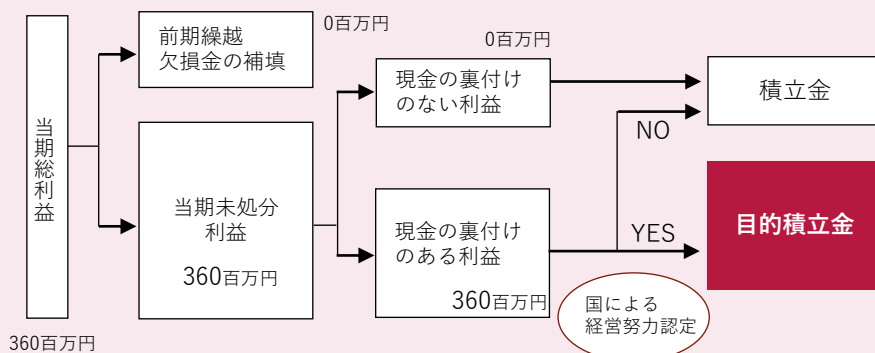 当期総利益
360百万円
前期繰越
欠損金の補填
0百万円
当期未処分
利益
360百万円
0百万円
現金の裏付け
のない利益
現金の裏付け
のある利益
360百万円
積立金
NO
YES
目的積立金
国による
経営努力認定